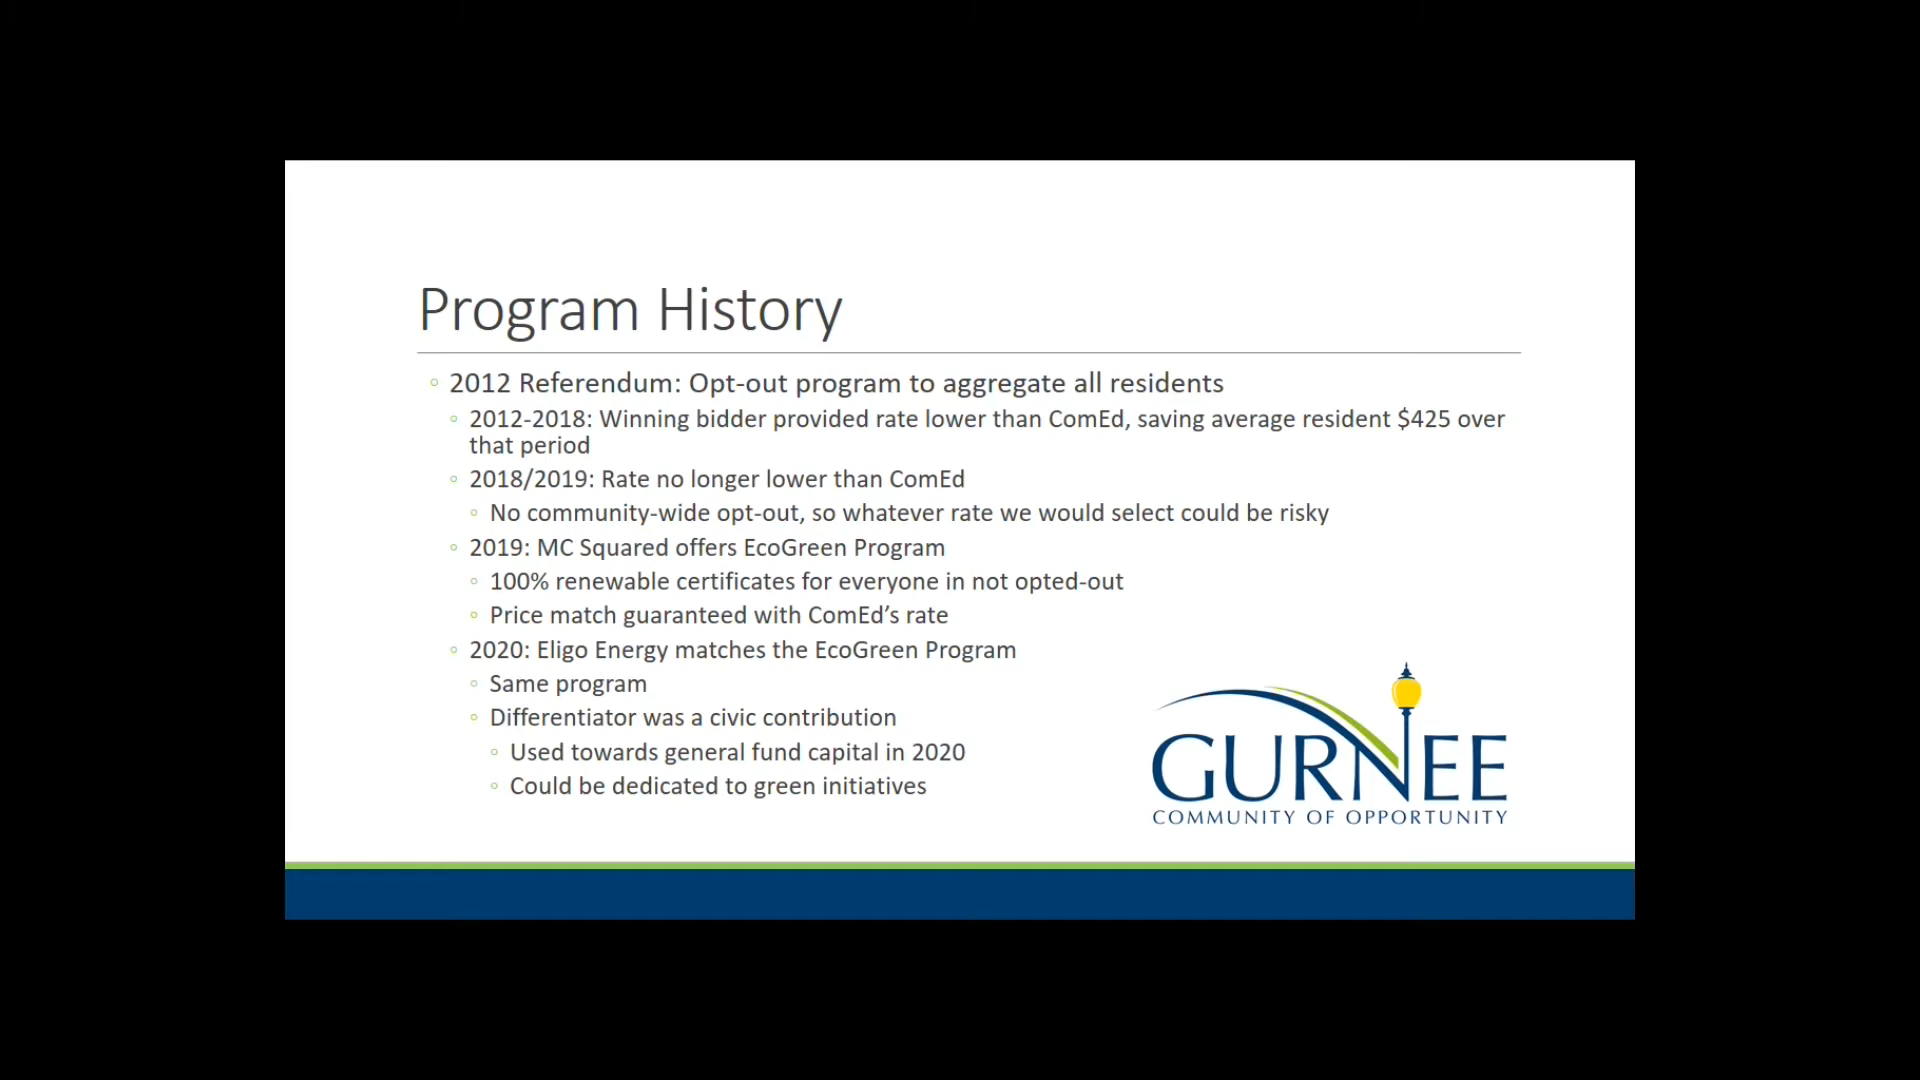 Program History
◦ 2012 Referendum: Opt-out program to aggregate all residents
◦ 2012-2018: Winning bidder provided rate lower than ComEd, saving average resident $425 over
that period
◦ 2018/2019: Rate no longer lower than ComEd
◦ No community-wide opt-out, so whatever rate we would select could be risky
◦ 2019: MC Squared offers EcoGreen Program
◦ 100% renewable certificates for everyone in not opted-out
◦ Price match guaranteed with ComEd’s rate
◦ 2020: Eligo Energy matches the EcoGreen Program
◦ Same program
◦ Differentiator was a civic contribution
◦ Used towards general fund capital in 2020
◦ Could be dedicated to green initiatives
GURNEE
COMMUNITY OF OPPORTUNITY